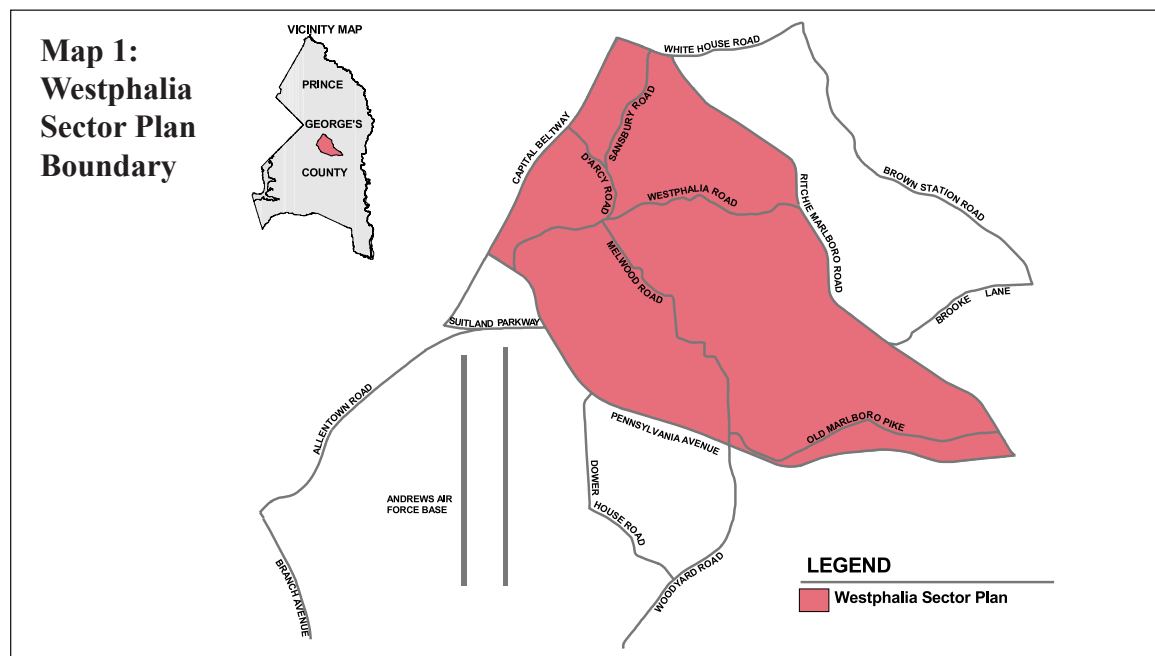 Map 1:
Westphalia
Sector Plan
Boundary
VICINITY MAP
PRINCE
GEORGE'S
COUNTY
WHITE HOUSE ROAD
CAPITAL BELTWAY
SANSBURY ROAD
D'ARCY ROAD
WESTPHALIA ROAD
RITCHIE MARLBORO ROAD
BROWN STATION ROAD
MELWOOD ROAD
BROOKE LANE
SUITLAND PARKWAY
ALLENTOWN ROAD
PENNSYLVANIA AVENUE
OLD MARLBORO PIKE
ANDREWS AIR
FORCE BASE
DOWER
HOUSE ROAD
WOODYARD ROAD
BRANCH AVENUE
LEGEND
Westphalia Sector Plan